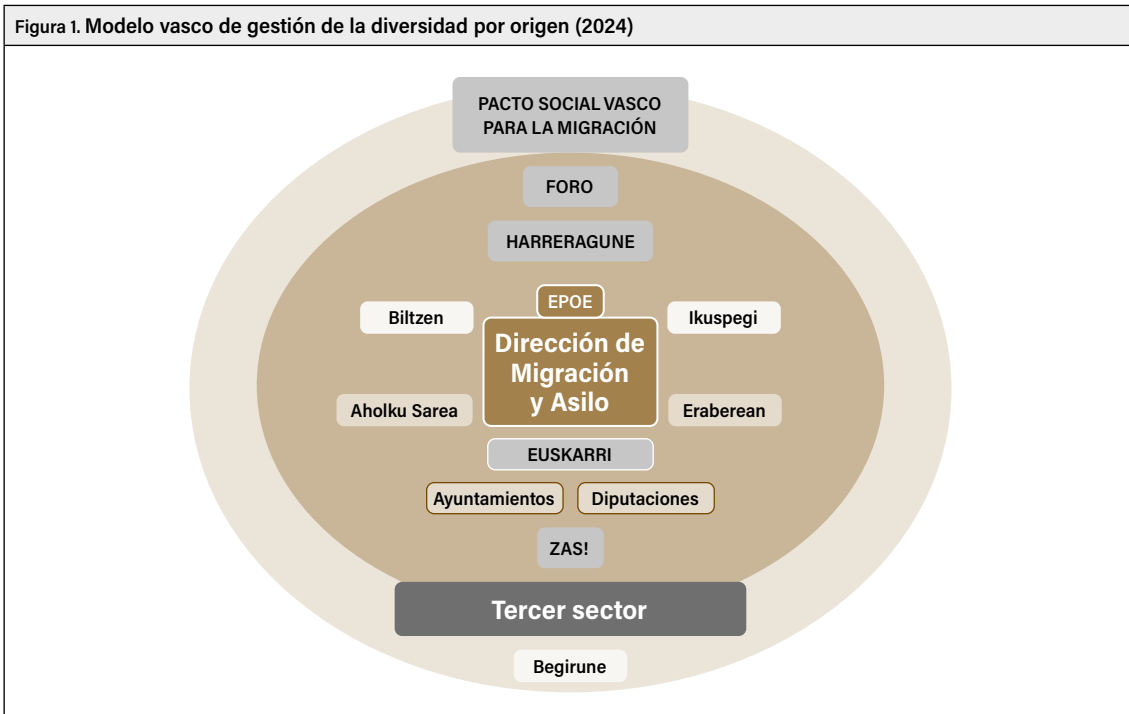 Figura 1. Modelo vasco de gestión de la diversidad por origen (2024)
PACTO SOCIAL VASCO
PARA LA MIGRACIÓN
FORO
HARRERAGUNE
EPOE
Biltzen
Ikuspegi
Dirección de
Migración
y Asilo
Aholku Sarea
Eraberean
EUSKARRI
Ayuntamientos
Diputaciones
ZAS!
Tercer sector
Begirune